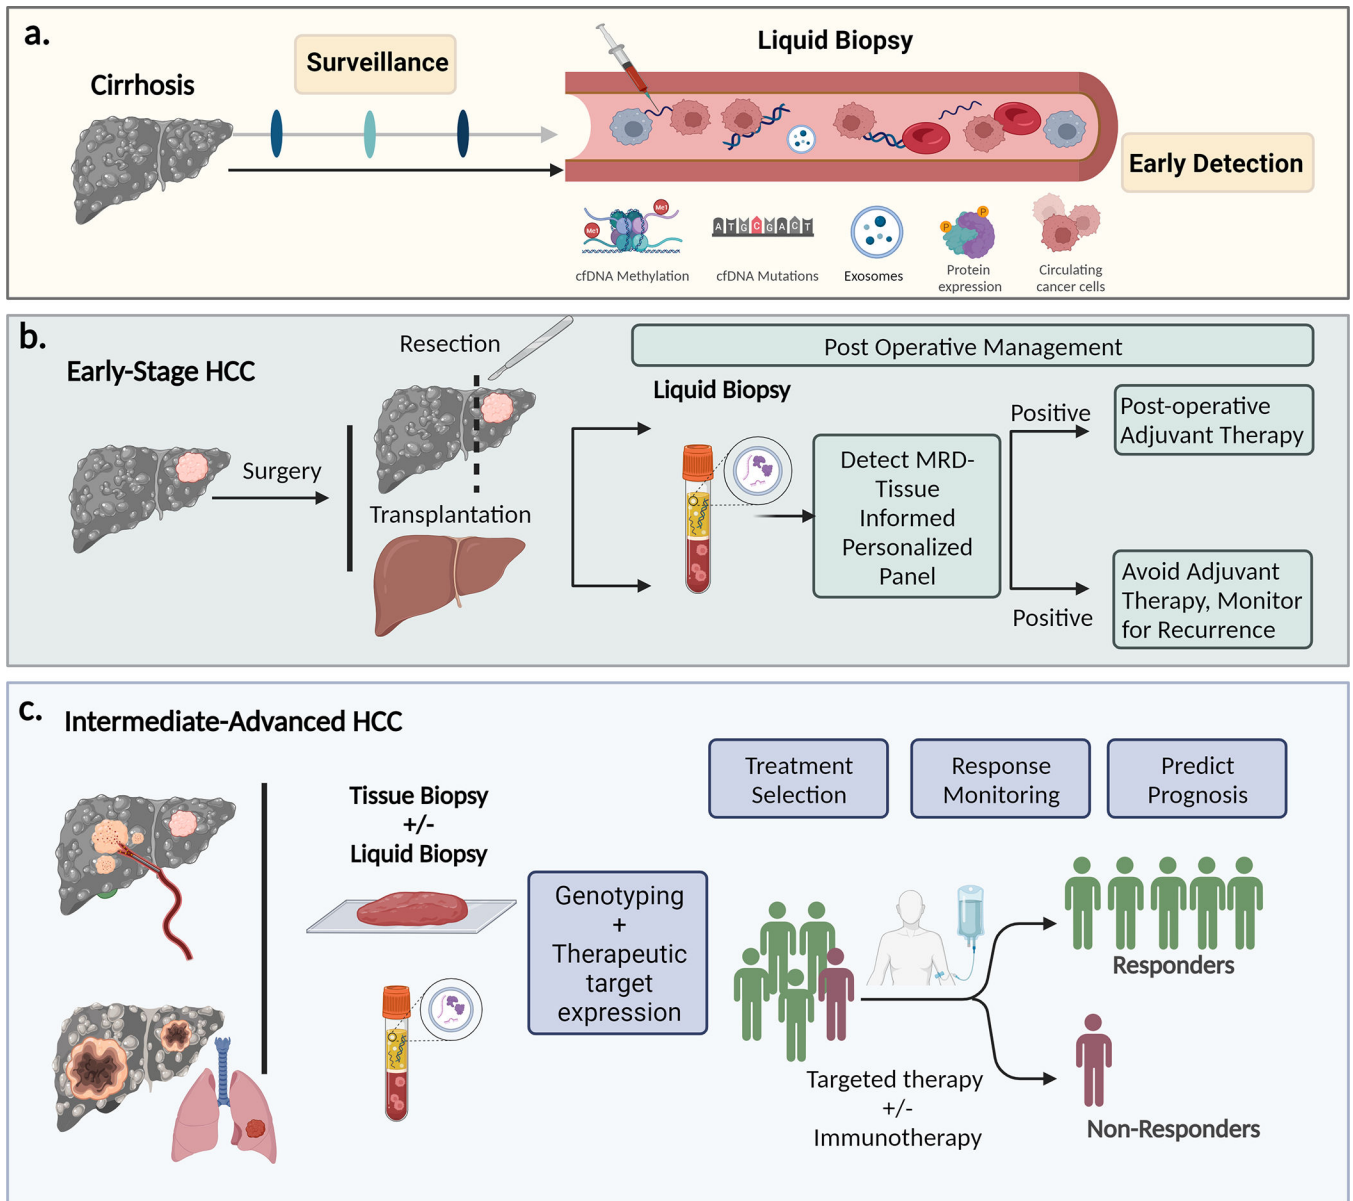 a.
Cirrhosis
Surveillance
Liquid Biopsy
Early Detection
Me1
Me1
ATGCGACT
P
P
cfDNA Methylation
cfDNA Mutations
Exosomes
Protein
expression
Circulating
cancer cells
b.
Early-Stage HCC
Surgery
Resection
Transplantation
Post Operative Management
Liquid Biopsy
Detect MRD-
Tissue
Informed
Personalized
Panel
Positive
Post-operative
Adjuvant Therapy
Positive
Avoid Adjuvant
Therapy, Monitor
for Recurrence
c.
Intermediate-Advanced HCC
Tissue Biopsy
+/-
Liquid Biopsy
Genotyping
+
Therapeutic
target
expression
Treatment
Selection
Response
Monitoring
Predict
Prognosis
Targeted therapy
+/-
Immunotherapy
Responders
Non-Responders